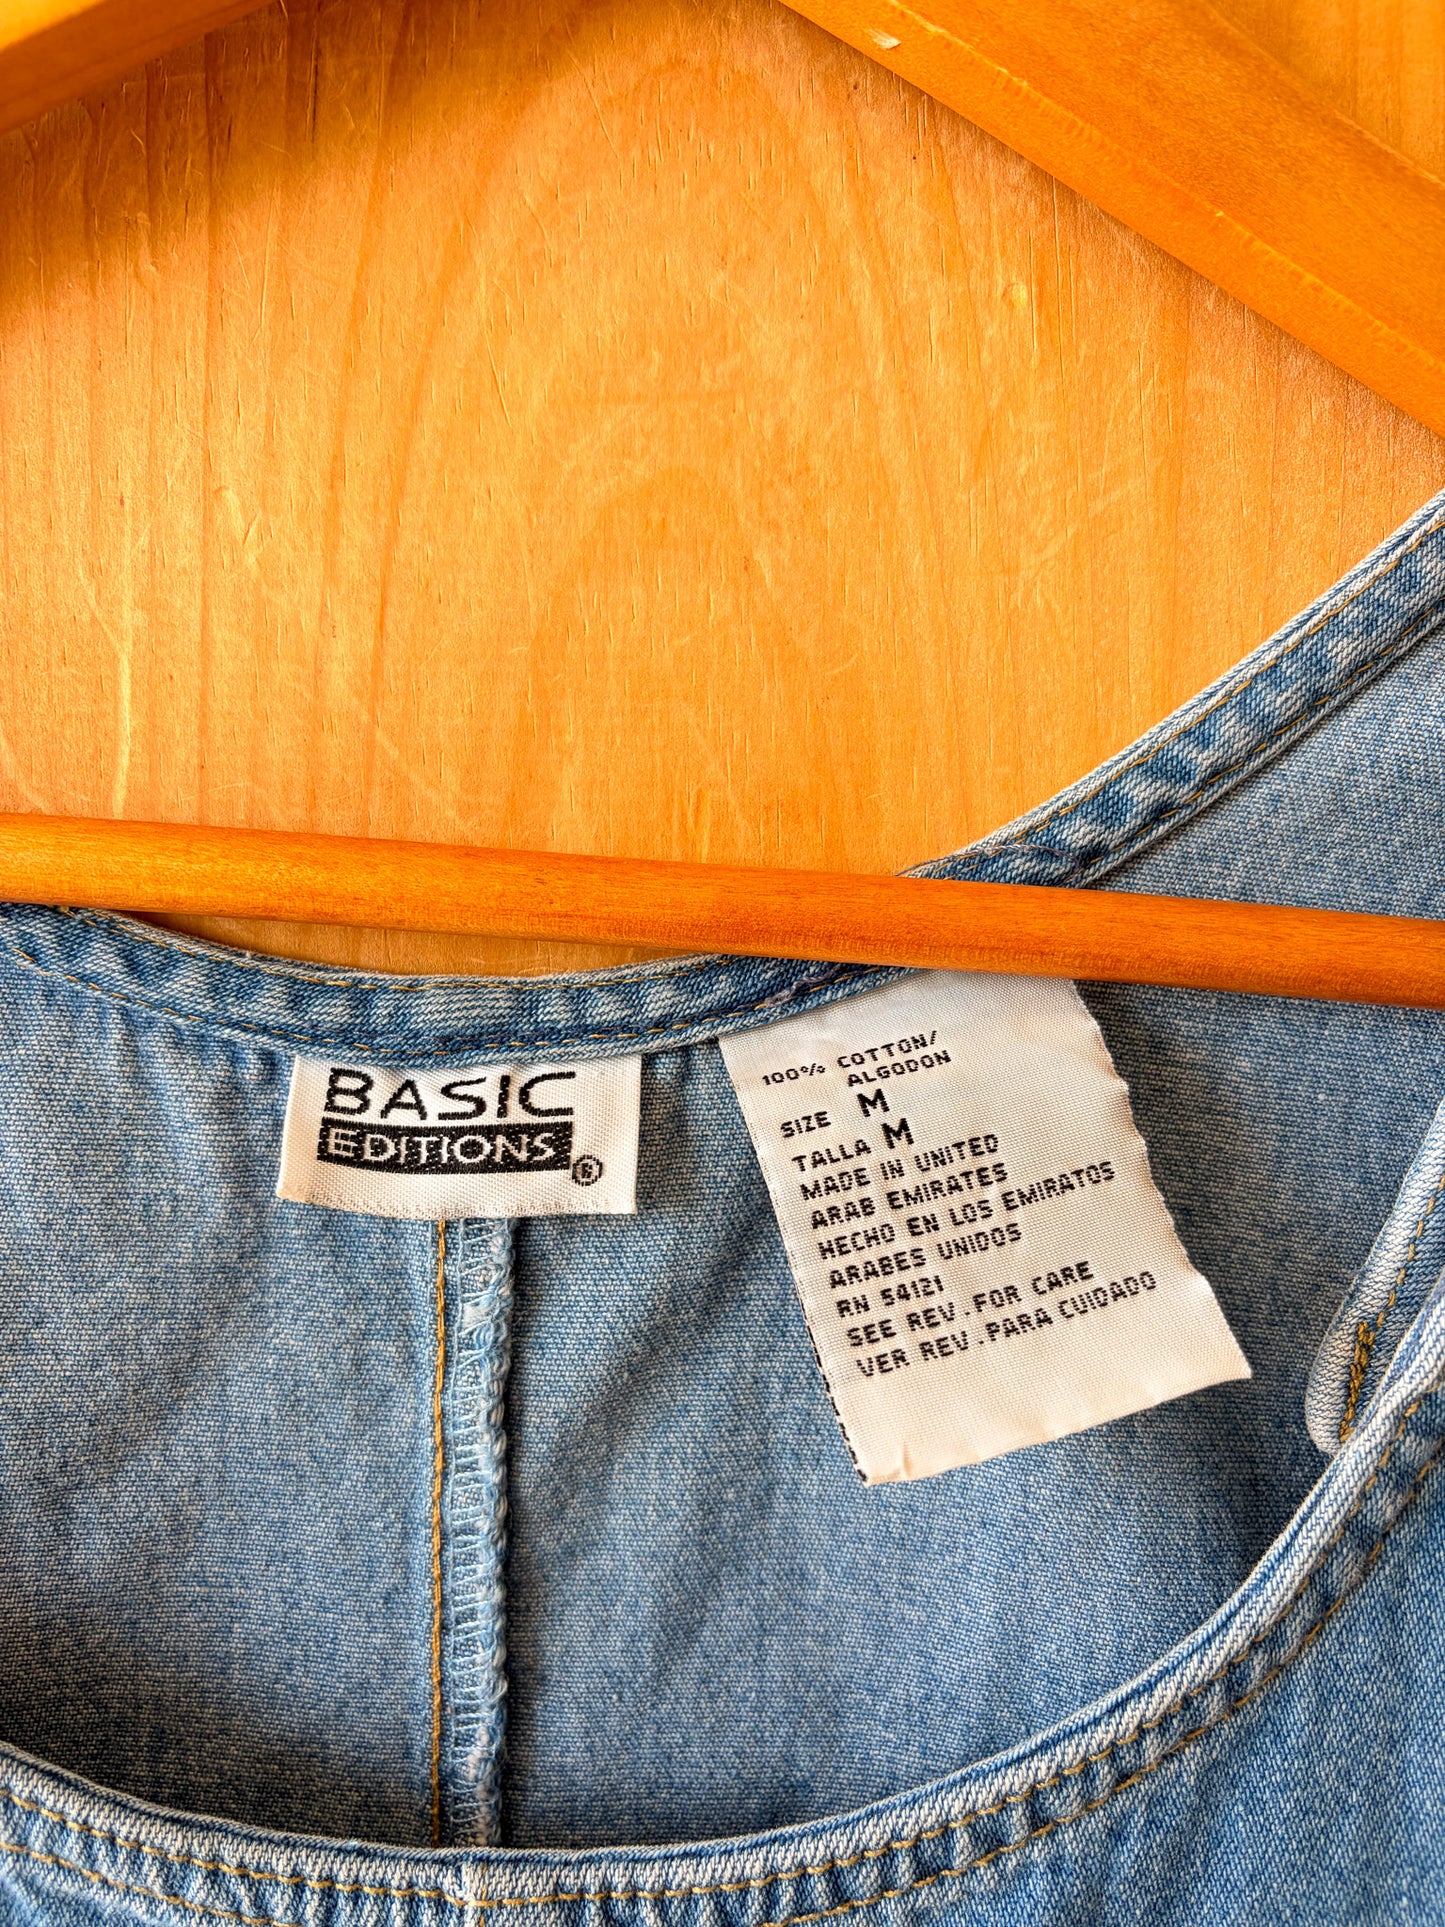 BASIC
EDITIONS ®
100% COTTON/
ALGODON
SIZE M
TALLA M
MADE IN UNITED
ARAB EMIRATES
HECHO EN LOS EMIRATOS
ARABES UNIDOS
RN 54121
SEE REV. FOR CARE
VER REV. PARA CUIDADO